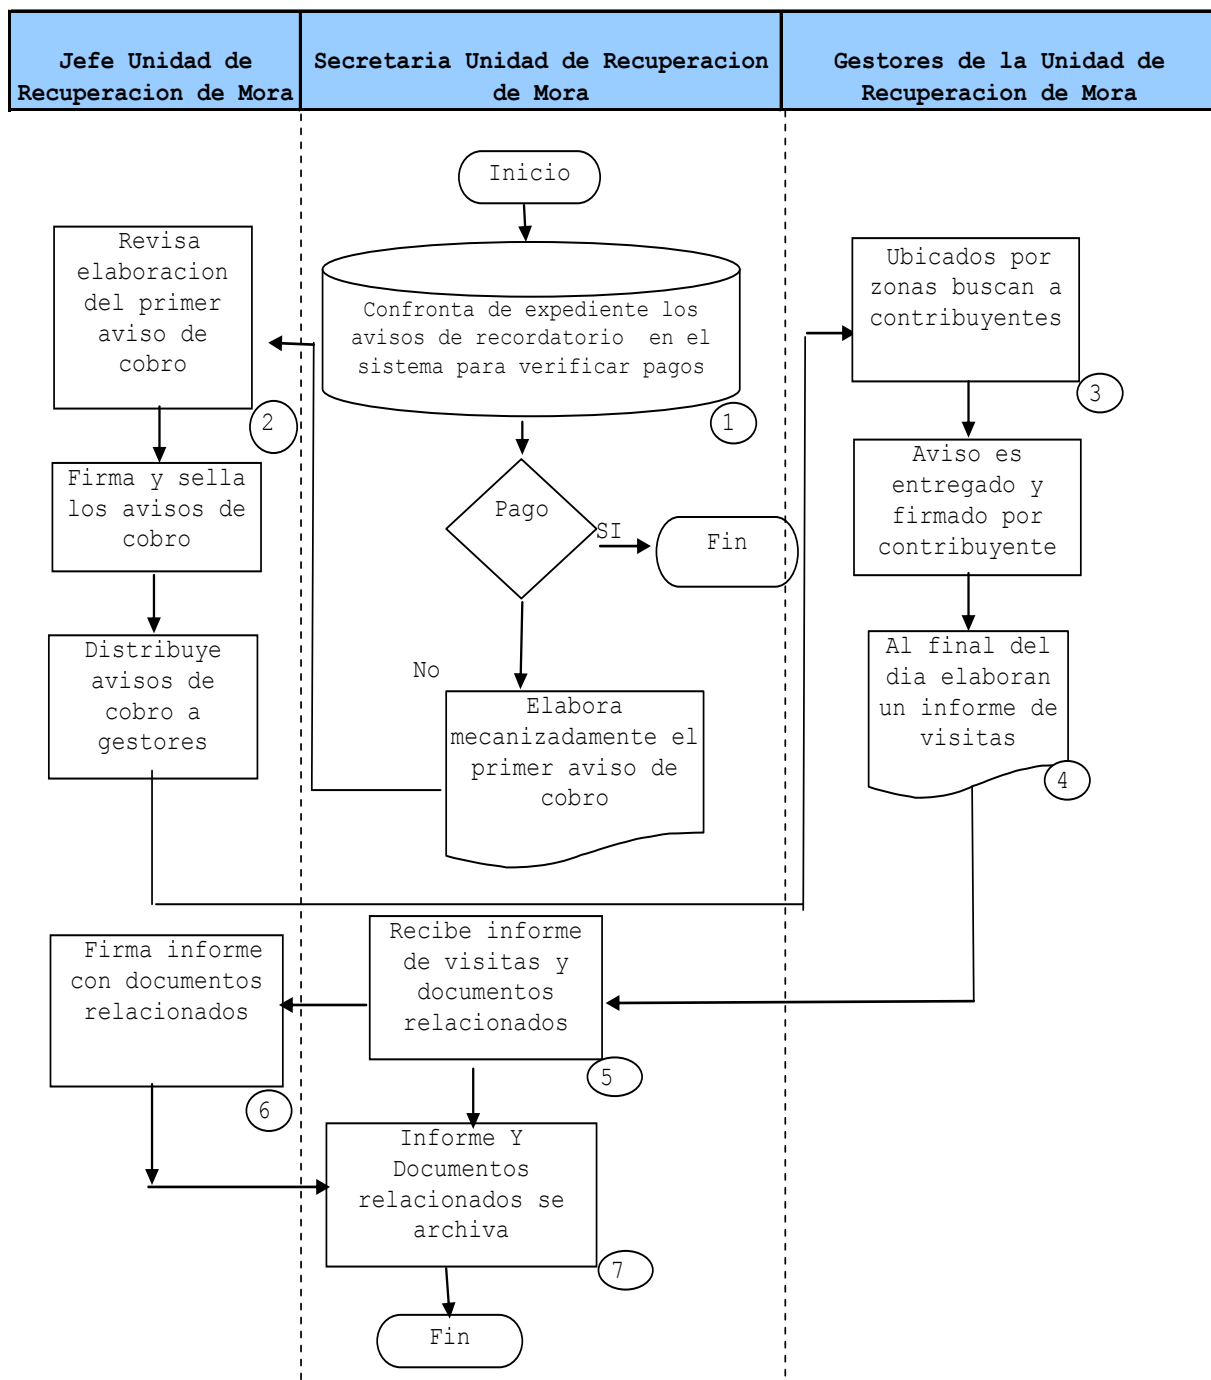 Jefe Unidad de
Recuperacion de Mora
Secretaria Unidad de Recuperacion
de Mora
Gestores de la Unidad de
Recuperacion de Mora
Inicio
Confronta de expediente los
avisos de recordatorio en el
sistema para verificar pagos
1
Pago
SI
Fin
No
Elabora
mecanizadamente el
primer aviso de
cobro
Revisa
elaboracion
del primer
aviso de
cobro
2
Firma y sella
los avisos de
cobro
Distribuye
avisos de
cobro a
gestores
Ubicados por
zonas buscan a
contribuyentes
3
Aviso es
entregado y
firmado por
contribuyente
Al final del
dia elaboran
un informe de
visitas
4
Recibe informe
de visitas y
documentos
relacionados
5
Firma informe
con documentos
relacionados
6
Informe Y
Documentos
relacionados se
archiva
7
Fin